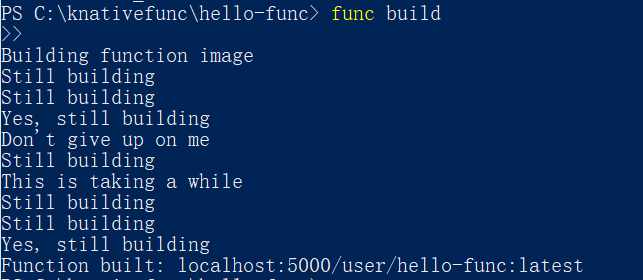 PS C:\knativefunc\hello-func> func build
>>
Building function image
Still building
Still building
Yes, still building
Don't give up on me
Still building
This is taking a while
Still building
Still building
Yes, still building
Function built: localhost:5000/user/hello-func:latest